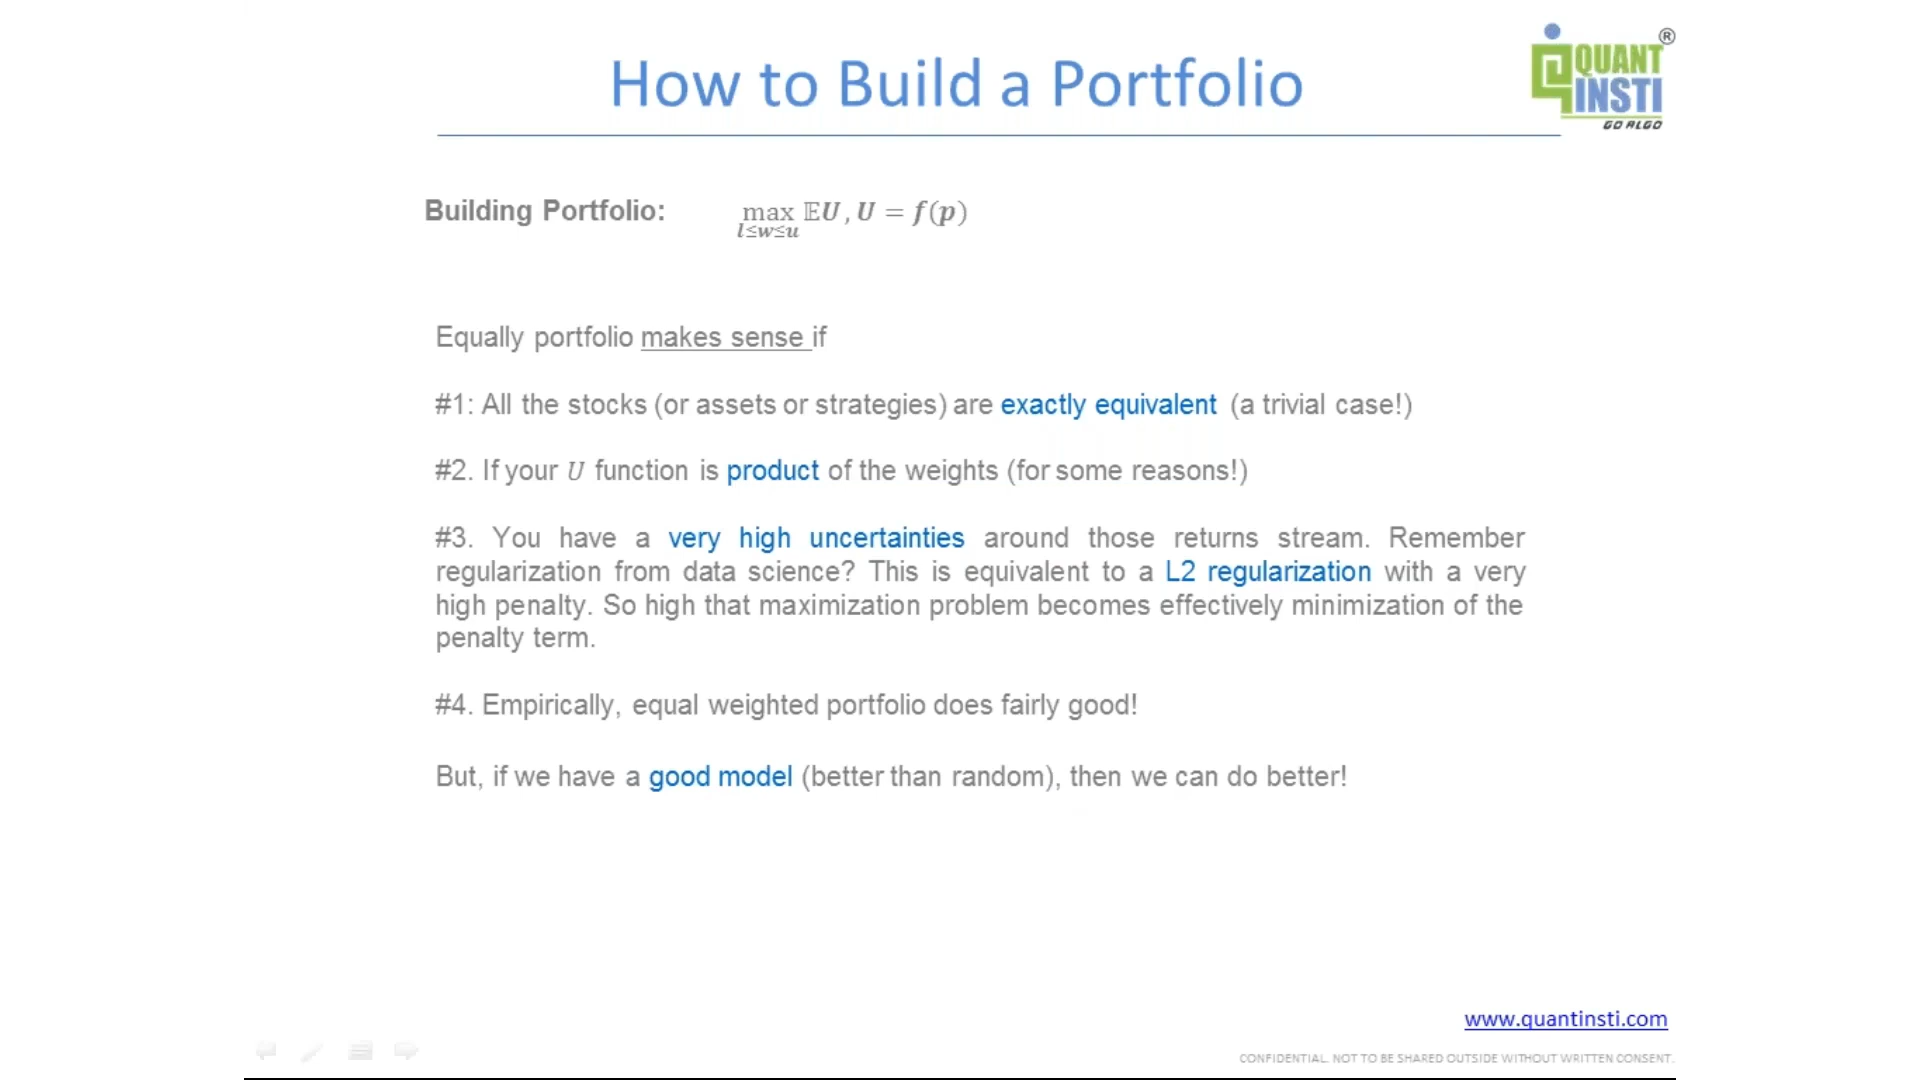 How to Build a Portfolio
QUANT
INSTI
®
GO ALGO
Building Portfolio: max 𝔼U, U = f(p)
l≤w≤u
Equally portfolio makes sense if
#1: All the stocks (or assets or strategies) are exactly equivalent (a trivial case!)
#2. If your U function is product of the weights (for some reasons!)
#3. You have a very high uncertainties around those returns stream. Remember
regularization from data science? This is equivalent to a L2 regularization with a very
high penalty. So high that maximization problem becomes effectively minimization of the
penalty term.
#4. Empirically, equal weighted portfolio does fairly good!
But, if we have a good model (better than random), then we can do better!
www.quantinsti.com
CONFIDENTIAL. NOT TO BE SHARED OUTSIDE WITHOUT WRITTEN CONSENT.